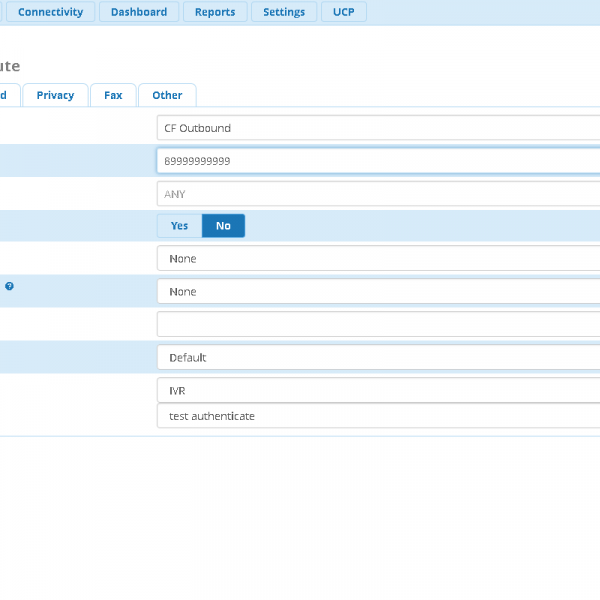 Connectivity Dashboard Reports Settings UCP
ute
d Privacy Fax Other
CF Outbound
89999999999
ANY
Yes No
None
None
Default
IVR
test authenticate